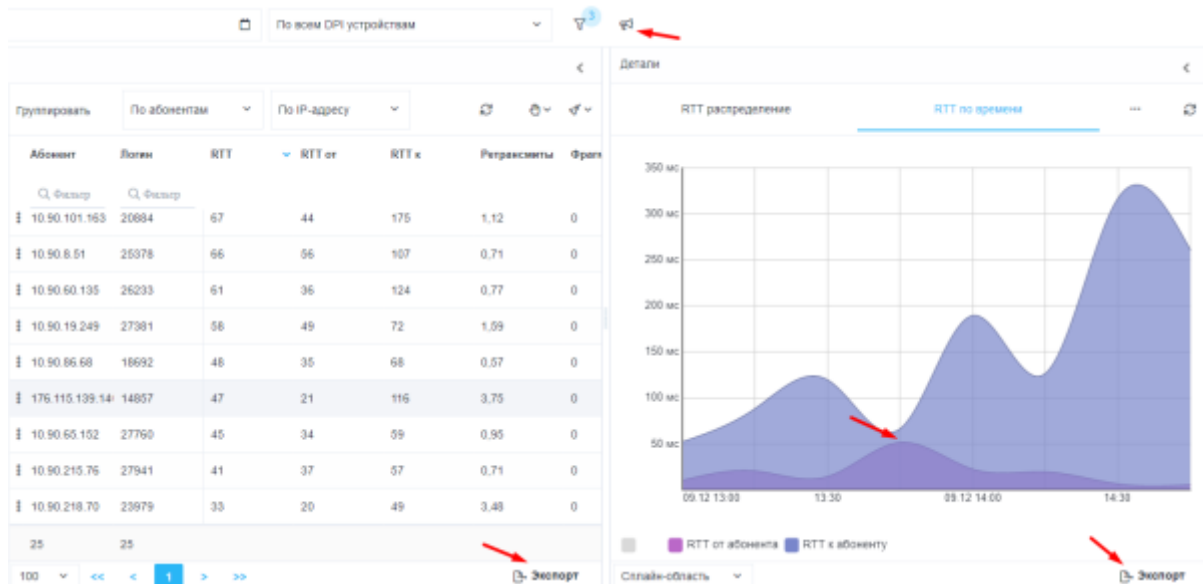 По всем DPI устройствам
3
Детали
Группировать
По абонентам
По IP-адресу
RTT распределение
RTT по времени
...
Абонент Логин RTT RTT от RTT к Ретрансмиты Фрагм
Фильтр Фильтр
10.90.101.163 20884 67 44 175 1,12 0
10.90.8.51 25378 66 56 107 0,71 0
10.90.60.135 26233 61 36 124 0,77 0
10.90.19.249 27381 58 49 72 1,59 0
10.90.86.68 18692 48 35 68 0,57 0
176.115.139.14 14857 47 21 116 3,75 0
10.90.65.152 27760 45 34 59 0,95 0
10.90.215.76 27941 41 37 57 0,71 0
10.90.218.70 23979 33 20 49 3,48 0
25 25
100 << < 1 > >> Экспорт
350 мс
300 мс
250 мс
200 мс
150 мс
100 мс
50 мс
09.12 13:00 13:30 09.12 14:00 14:30
RTT от абонента RTT к абоненту
Сплайн-область
Экспорт